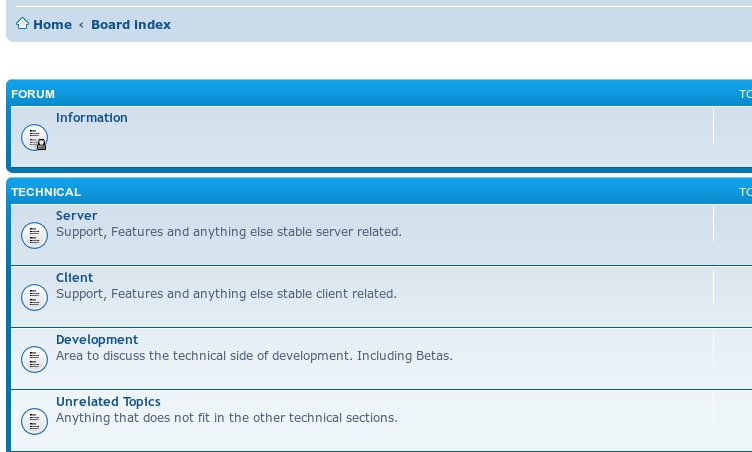 Home ‹ Board index
FORUM TO
Information
TECHNICAL TO
Server
Support, Features and anything else stable server related.
Client
Support, Features and anything else stable client related.
Development
Area to discuss the technical side of development. Including Betas.
Unrelated Topics
Anything that does not fit in the other technical sections.